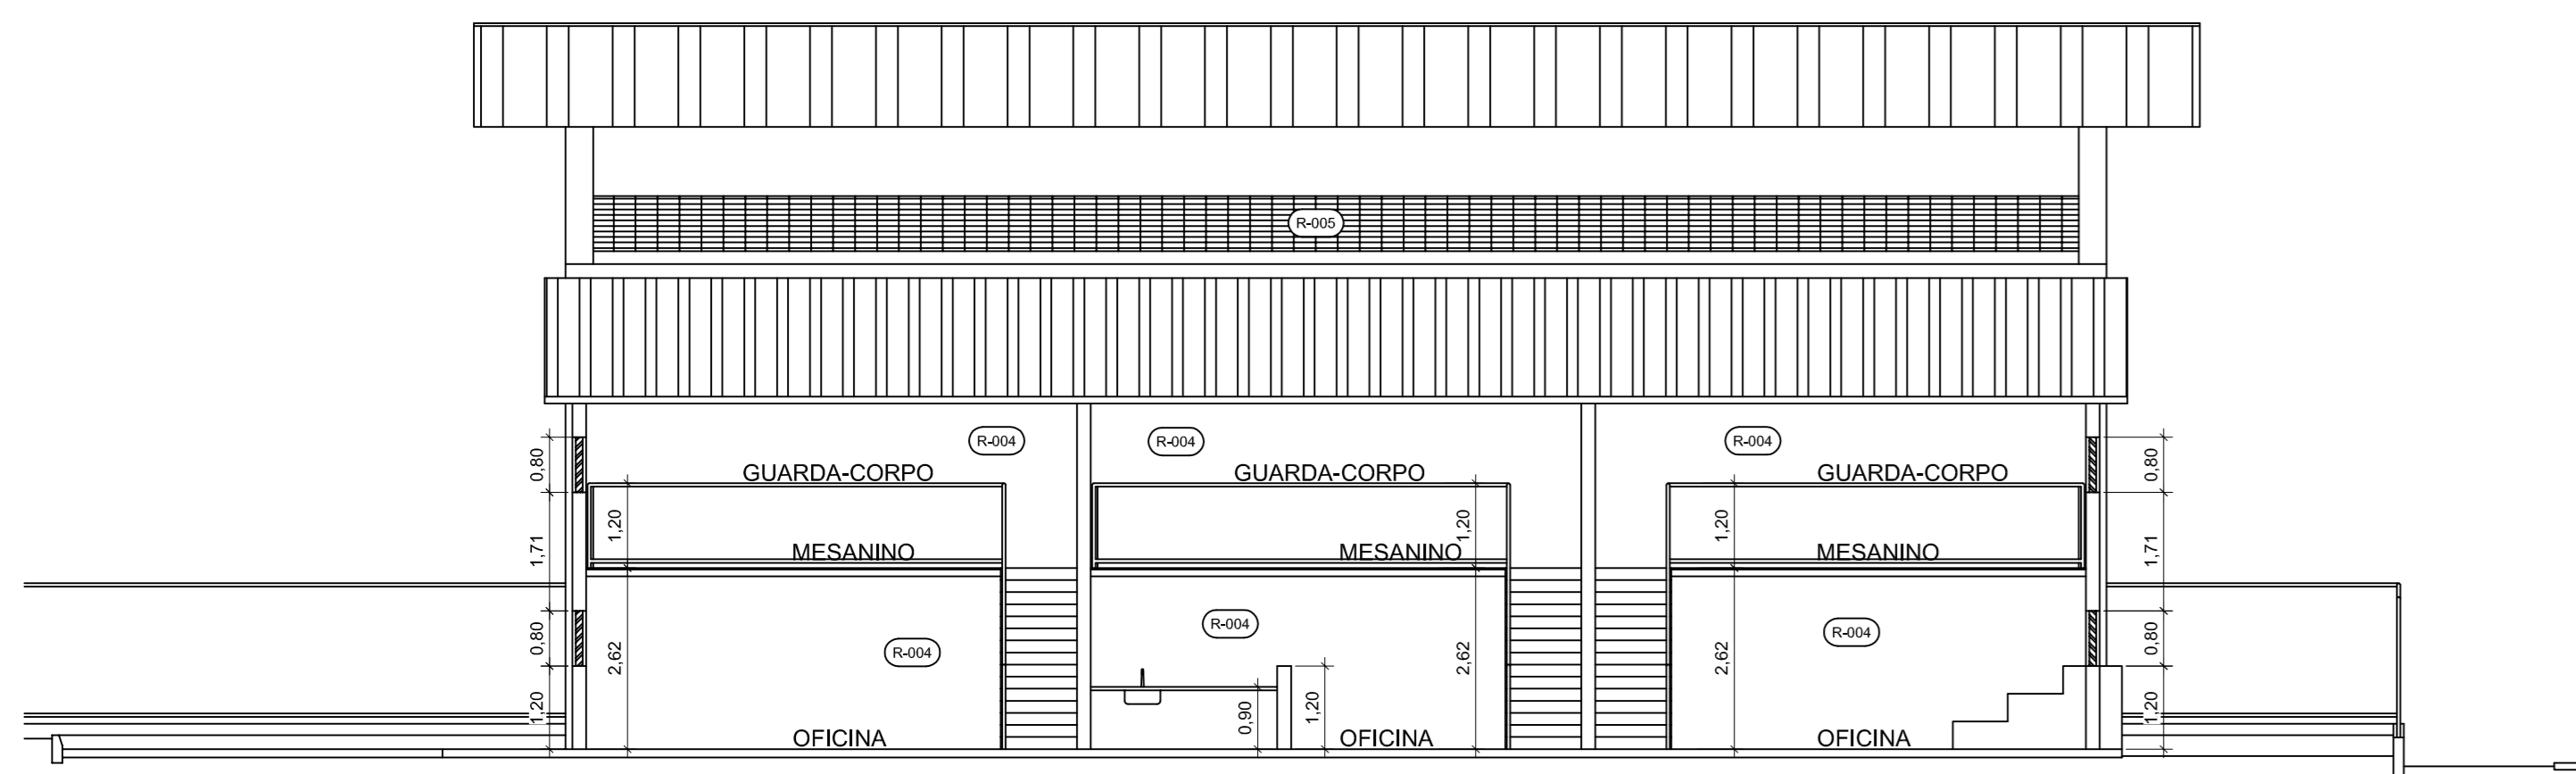 R-005
R-004
R-004
R-004
0,80
GUARDA-CORPO
GUARDA-CORPO
GUARDA-CORPO
0,80
1,20
1,20
1,20
1,71
MESANINO
MESANINO
MESANINO
1,71
R-004
R-004
R-004
0,80
2,62
2,62
2,62
0,80
1,20
0,90
1,20
1,20
OFICINA
OFICINA
OFICINA